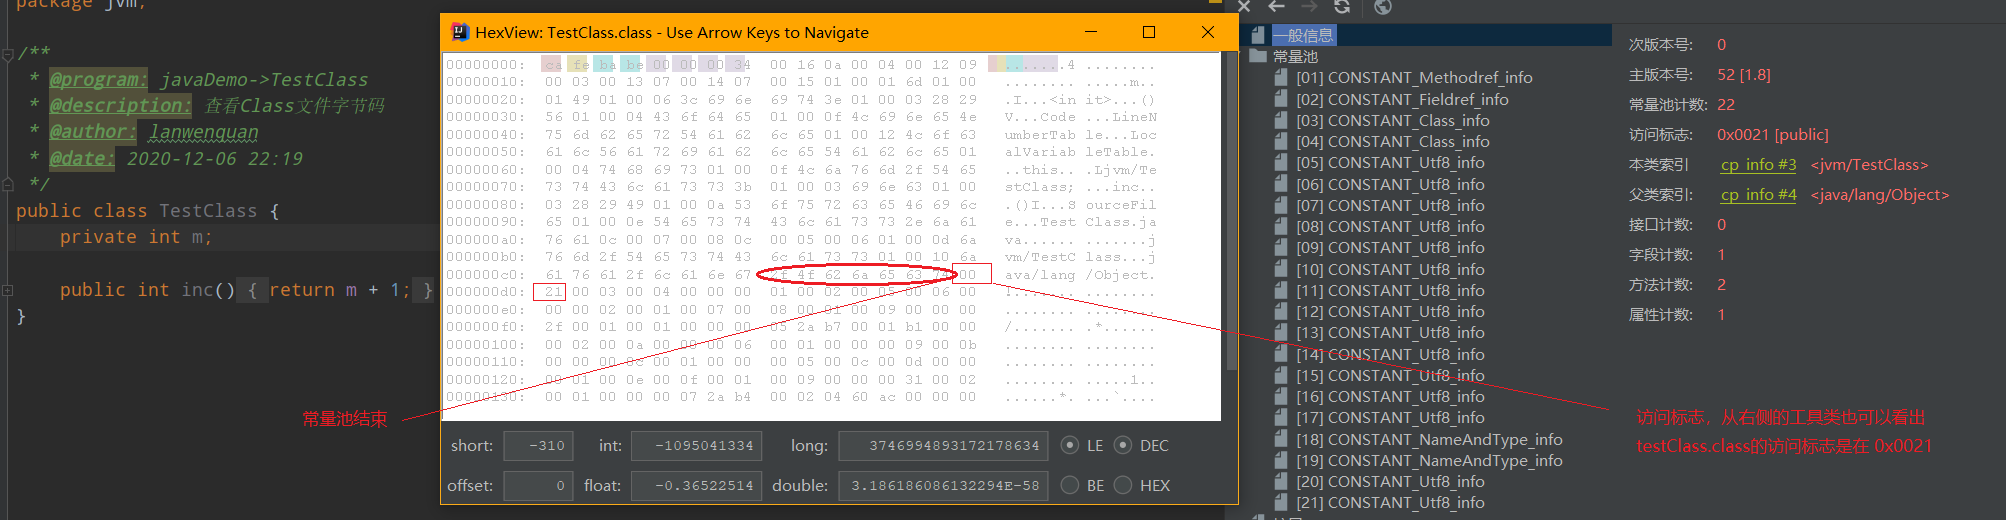 package jvm;
/**
* @program: javaDemo->TestClass
* @description: 查看Class文件字节码
* @author: lanwenquan
* @date: 2020-12-06 22:19
*/
public class TestClass {
private int m;
public int inc() { return m + 1; }
}
HexView: TestClass.class - Use Arrow Keys to Navigate
00000000: ca fe ba be 00 00 00 34 00 16 0a 00 04 00 12 09 .......4 ........
00000010: 00 03 00 13 07 00 14 07 00 15 01 00 01 6d 01 00 ........ .....m..
00000020: 01 49 01 00 06 3c 69 6e 69 74 3e 01 00 03 28 29 .I...<in it>...()
00000030: 56 01 00 04 43 6f 64 65 01 00 0f 4c 69 6e 65 4e V...Code ...LineN
00000040: 75 6d 62 65 72 54 61 62 6c 65 01 00 12 4c 6f 63 umberTab le...Loc
00000050: 61 6c 56 61 72 69 61 62 6c 65 54 61 62 6c 65 01 alVariab leTable.
00000060: 00 04 74 68 69 73 01 00 0f 4c 6a 76 6d 2f 54 65 ..this.. .Ljvm/Te
00000070: 73 74 43 6c 61 73 73 3b 01 00 03 69 6e 63 01 00 stClass; ...inc..
00000080: 03 28 29 49 01 00 0a 53 6f 75 72 63 65 46 69 6c .()I...S ourceFil
00000090: 65 01 00 0e 54 65 73 74 43 6c 61 73 73 2e 6a 61 e...Test Class.ja
000000a0: 76 61 0c 00 07 00 08 0c 00 05 00 06 01 00 0d 6a va...... .......j
000000b0: 76 6d 2f 54 65 73 74 43 6c 61 73 73 01 00 10 6a vm/TestC lass...j
000000c0: 61 76 61 2f 6c 61 6e 67 2f 4f 62 6a 65 63 74 00 ava/lang /Object.
000000d0: 21 00 03 00 04 00 00 00 01 00 02 00 05 00 06 00 !....... ........
000000e0: 00 00 02 00 01 00 07 00 08 00 01 00 09 00 00 00 ........ ........
000000f0: 2f 00 01 00 01 00 00 00 05 2a b7 00 01 b1 00 00 /....... .*......
00000100: 00 02 00 0a 00 00 00 06 00 01 00 00 00 09 00 0b ........ ........
00000110: 00 00 00 0c 00 01 00 00 00 05 00 0c 00 0d 00 00 ........ ........
00000120: 00 01 00 0e 00 0f 00 01 00 09 00 00 00 31 00 02 ........ .....1..
00000130: 00 01 00 00 00 07 2a b4 00 02 04 60 ac 00 00 00 ......*. ...`....
常量池结束
short: -310 int: -1095041334 long: 3746994893172178634 LE DEC
offset: 0 float: -0.36522514 double: 3.186186086132294E-58 BE HEX
一般信息
常量池
[01] CONSTANT_Methodref_info
[02] CONSTANT_Fieldref_info
[03] CONSTANT_Class_info
[04] CONSTANT_Class_info
[05] CONSTANT_Utf8_info
[06] CONSTANT_Utf8_info
[07] CONSTANT_Utf8_info
[08] CONSTANT_Utf8_info
[09] CONSTANT_Utf8_info
[10] CONSTANT_Utf8_info
[11] CONSTANT_Utf8_info
[12] CONSTANT_Utf8_info
[13] CONSTANT_Utf8_info
[14] CONSTANT_Utf8_info
[15] CONSTANT_Utf8_info
[16] CONSTANT_Utf8_info
[17] CONSTANT_Utf8_info
[18] CONSTANT_NameAndType_info
[19] CONSTANT_NameAndType_info
[20] CONSTANT_Utf8_info
[21] CONSTANT_Utf8_info
次版本号: 0
主版本号: 52 [1.8]
常量池计数: 22
访问标志: 0x0021 [public]
本类索引 cp info #3 <jvm/TestClass>
父类索引: cp info #4 <java/lang/Object>
接口计数: 0
字段计数: 1
方法计数: 2
属性计数: 1
访问标志，从右侧的工具类也可以看出
testClass.class的访问标志是在 0x0021